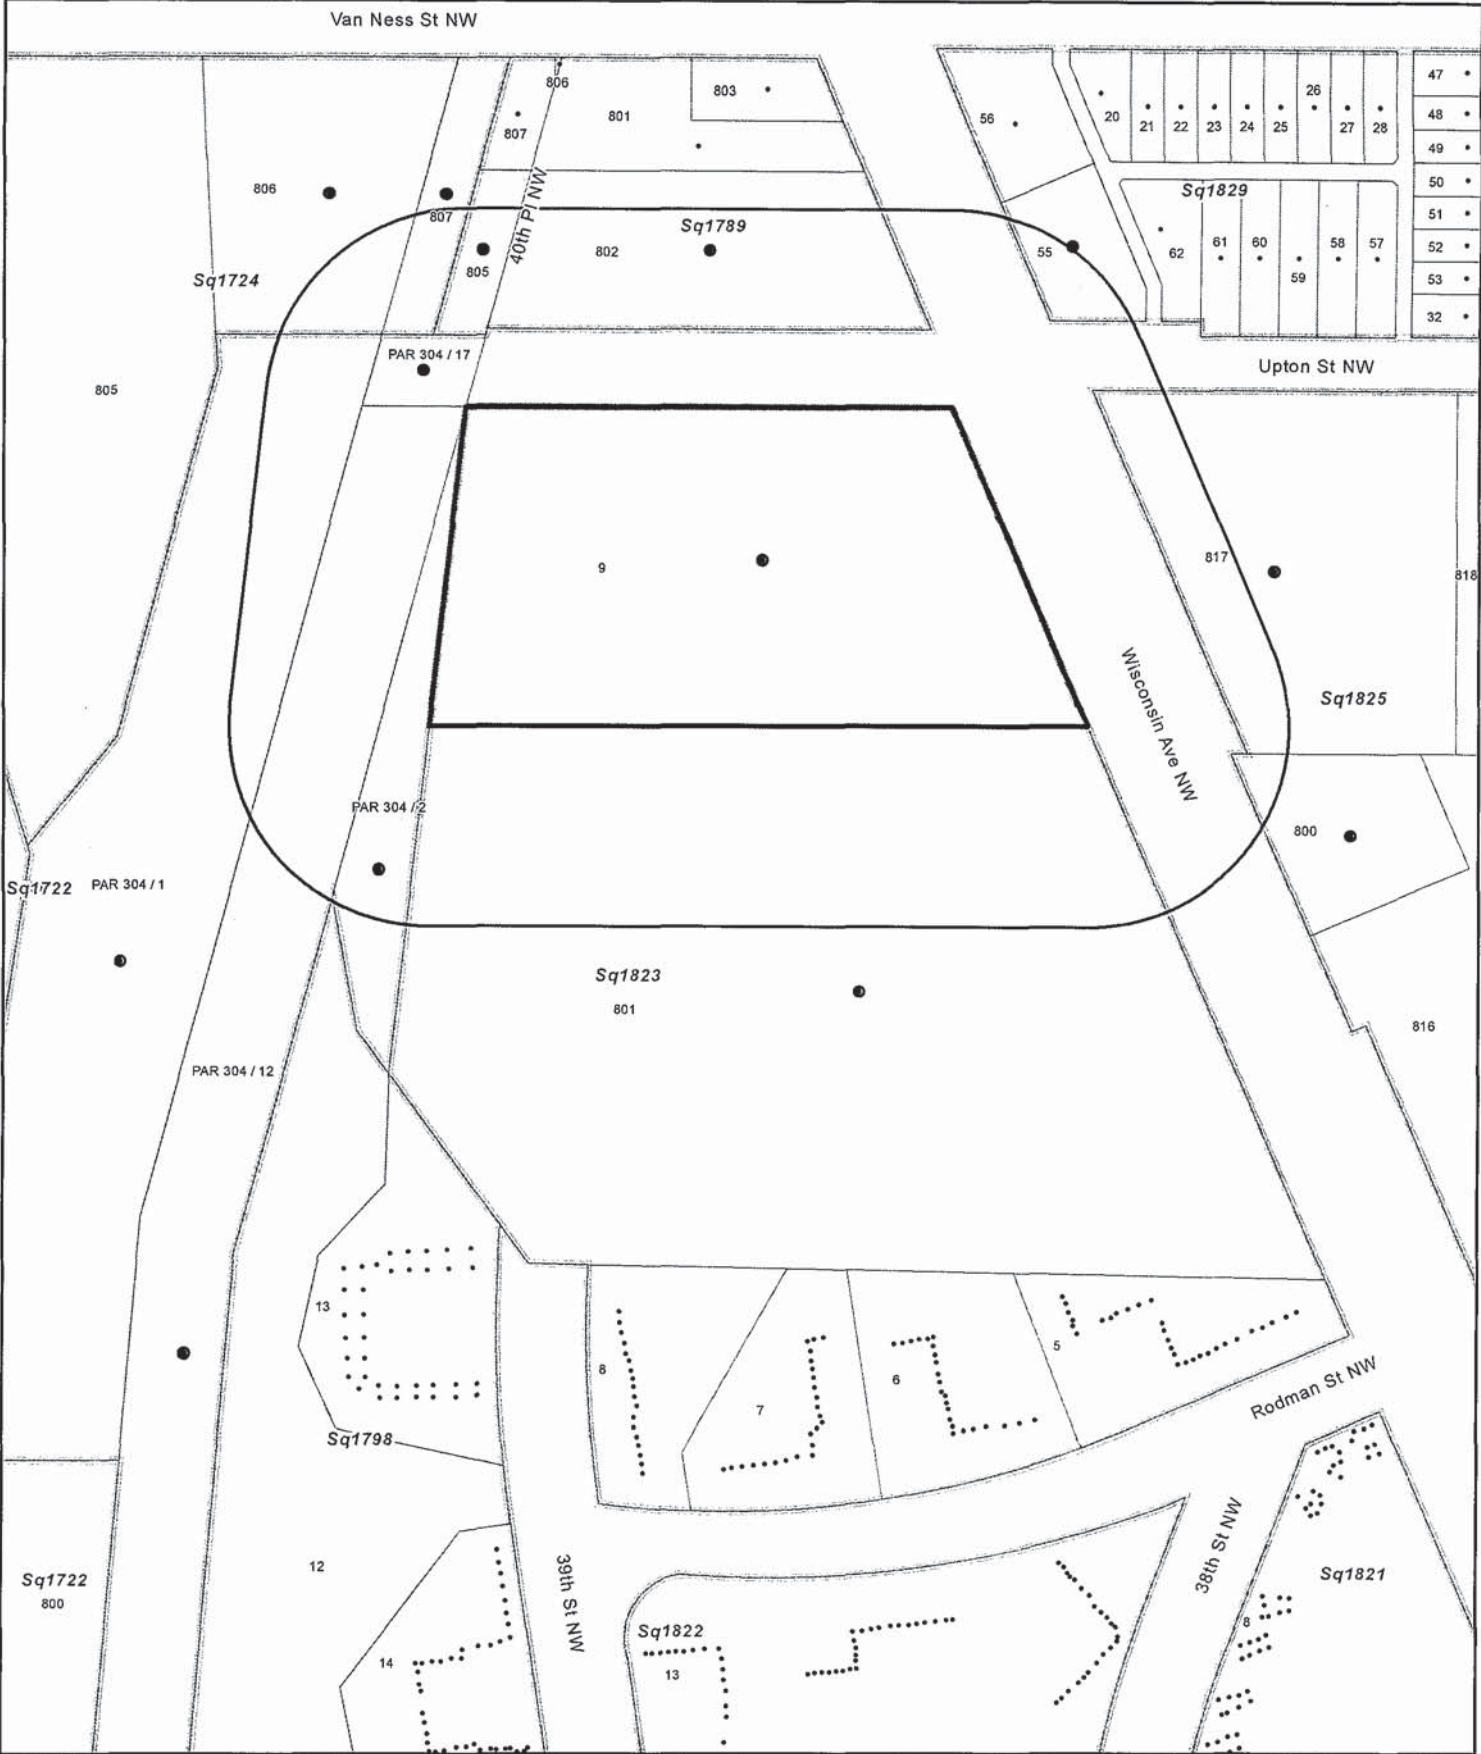 Van Ness St NW
806
803
801
807
56
20
21
22
23
24
25
26
27
28
47
48
49
50
51
52
53
32
806
807
40th Pl NW
Sq1789
802
805
55
Sq1829
62
61
60
59
58
57
Sq1724
PAR 304 / 17
Upton St NW
805
9
817
818
Wisconsin Ave NW
Sq1825
PAR 304 / 2
800
Sq1722
PAR 304 / 1
Sq1823
801
816
PAR 304 / 12
13
8
7
6
5
Rodman St NW
Sq1798
12
39th St NW
38th St NW
Sq1722
800
Sq1821
8
Sq1822
13
14